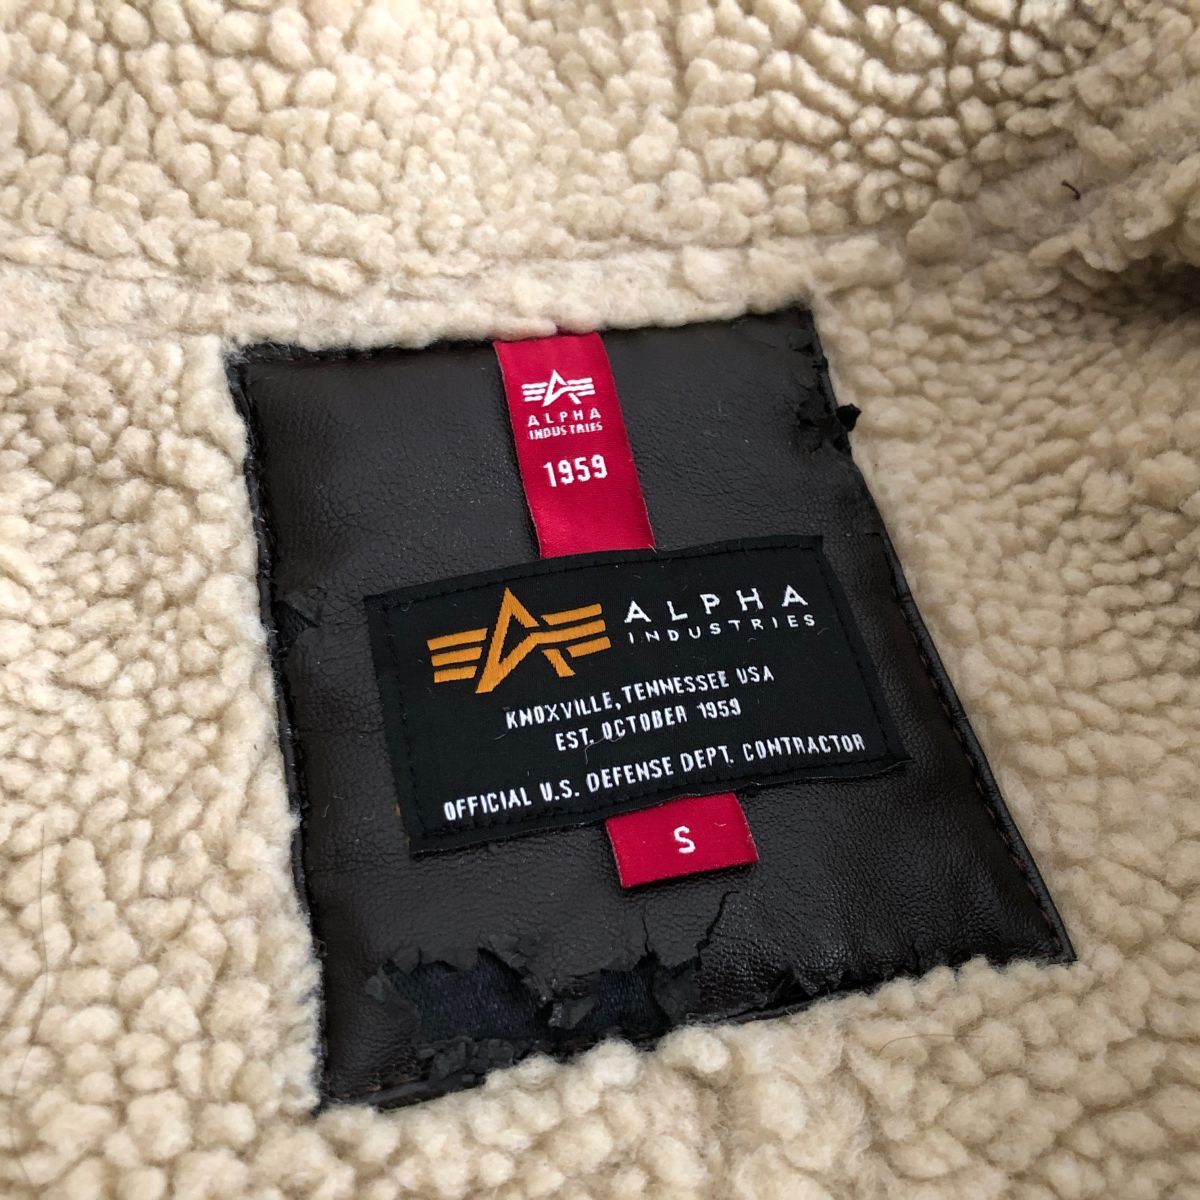 ALPHA
INDUSTRIES
1959
ALPHA
INDUSTRIES
KNOXVILLE, TENNESSEE USA
EST. OCTOBER 1959
OFFICIAL U.S. DEFENSE DEPT. CONTRACTOR
S